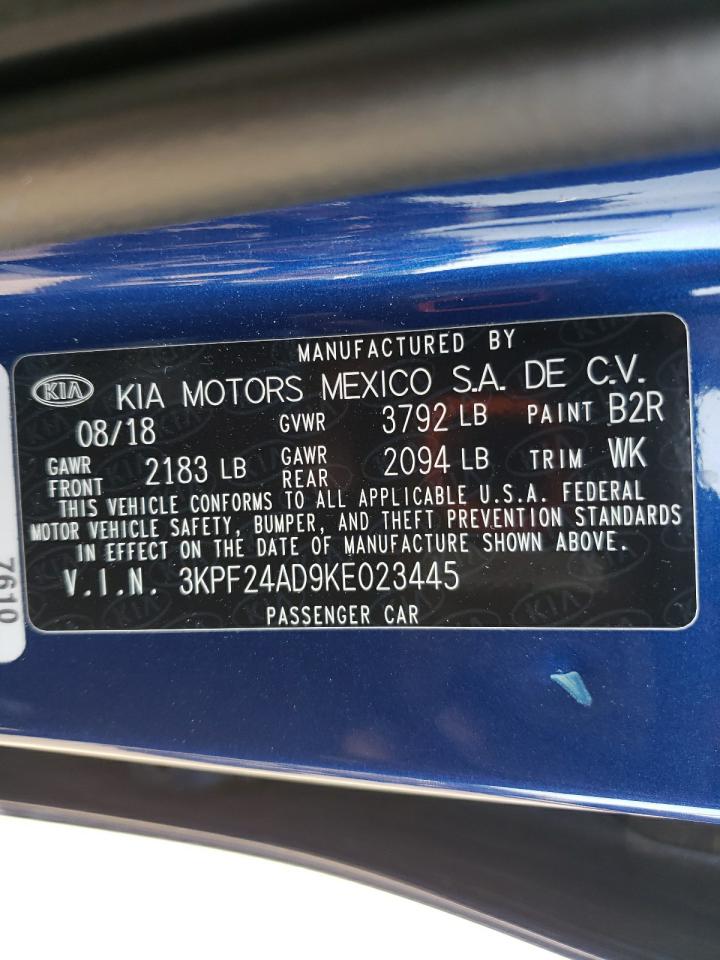 MANUFACTURED BY
KIA KIA MOTORS MEXICO S.A. DE C.V.
08/18 GVWR 3792 LB PAINT B2R
GAWR FRONT 2183 LB GAWR REAR 2094 LB TRIM WK
THIS VEHICLE CONFORMS TO ALL APPLICABLE U.S.A. FEDERAL
MOTOR VEHICLE SAFETY, BUMPER, AND THEFT PREVENTION STANDARDS
IN EFFECT ON THE DATE OF MANUFACTURE SHOWN ABOVE.
V.I.N. 3KPF24AD9KE023445
PASSENGER CAR
7610